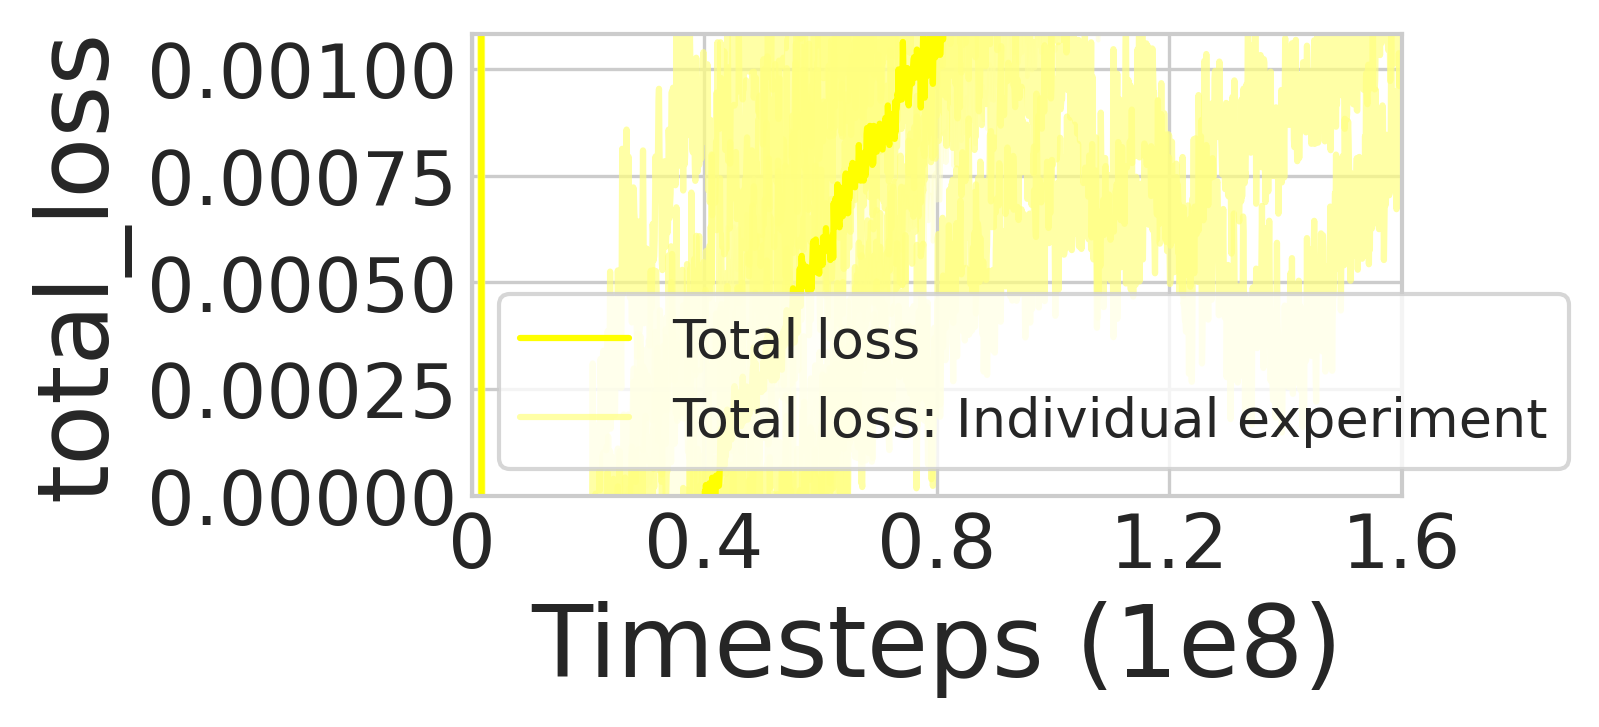 total_loss
0.00100
0.00075
0.00050
0.00025
0.00000
Total loss
Total loss: Individual experiment
0 0.4 0.8 1.2 1.6
Timesteps (1e8)